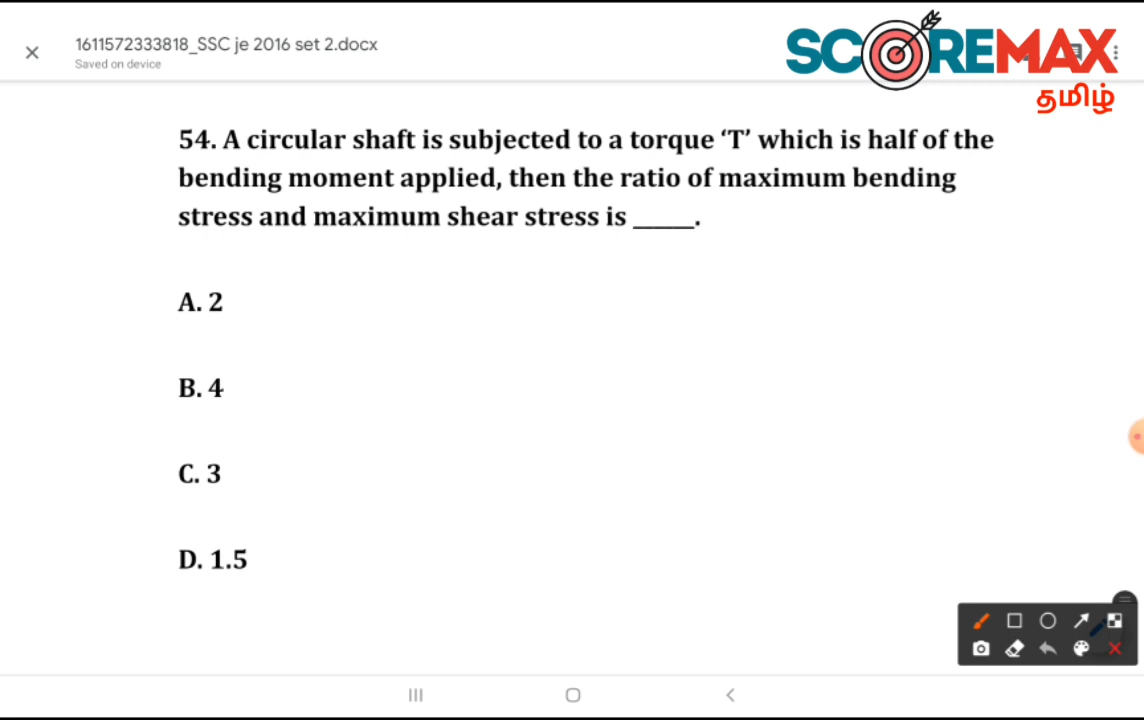 1611572333818_SSC je 2016 set 2.docx
Saved on device
SCOREMAX
தமிழ்
54. A circular shaft is subjected to a torque ‘T’ which is half of the
bending moment applied, then the ratio of maximum bending
stress and maximum shear stress is _____.
A. 2
B. 4
C. 3
D. 1.5